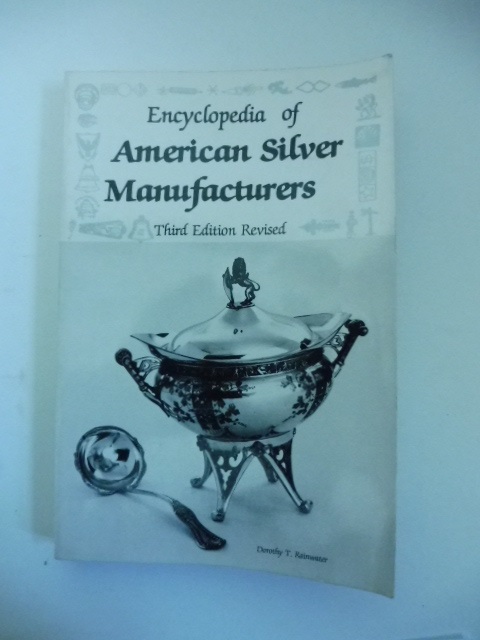 Encyclopedia of
American Silver
Manufacturers
Third Edition Revised
Dorothy T. Rainwater